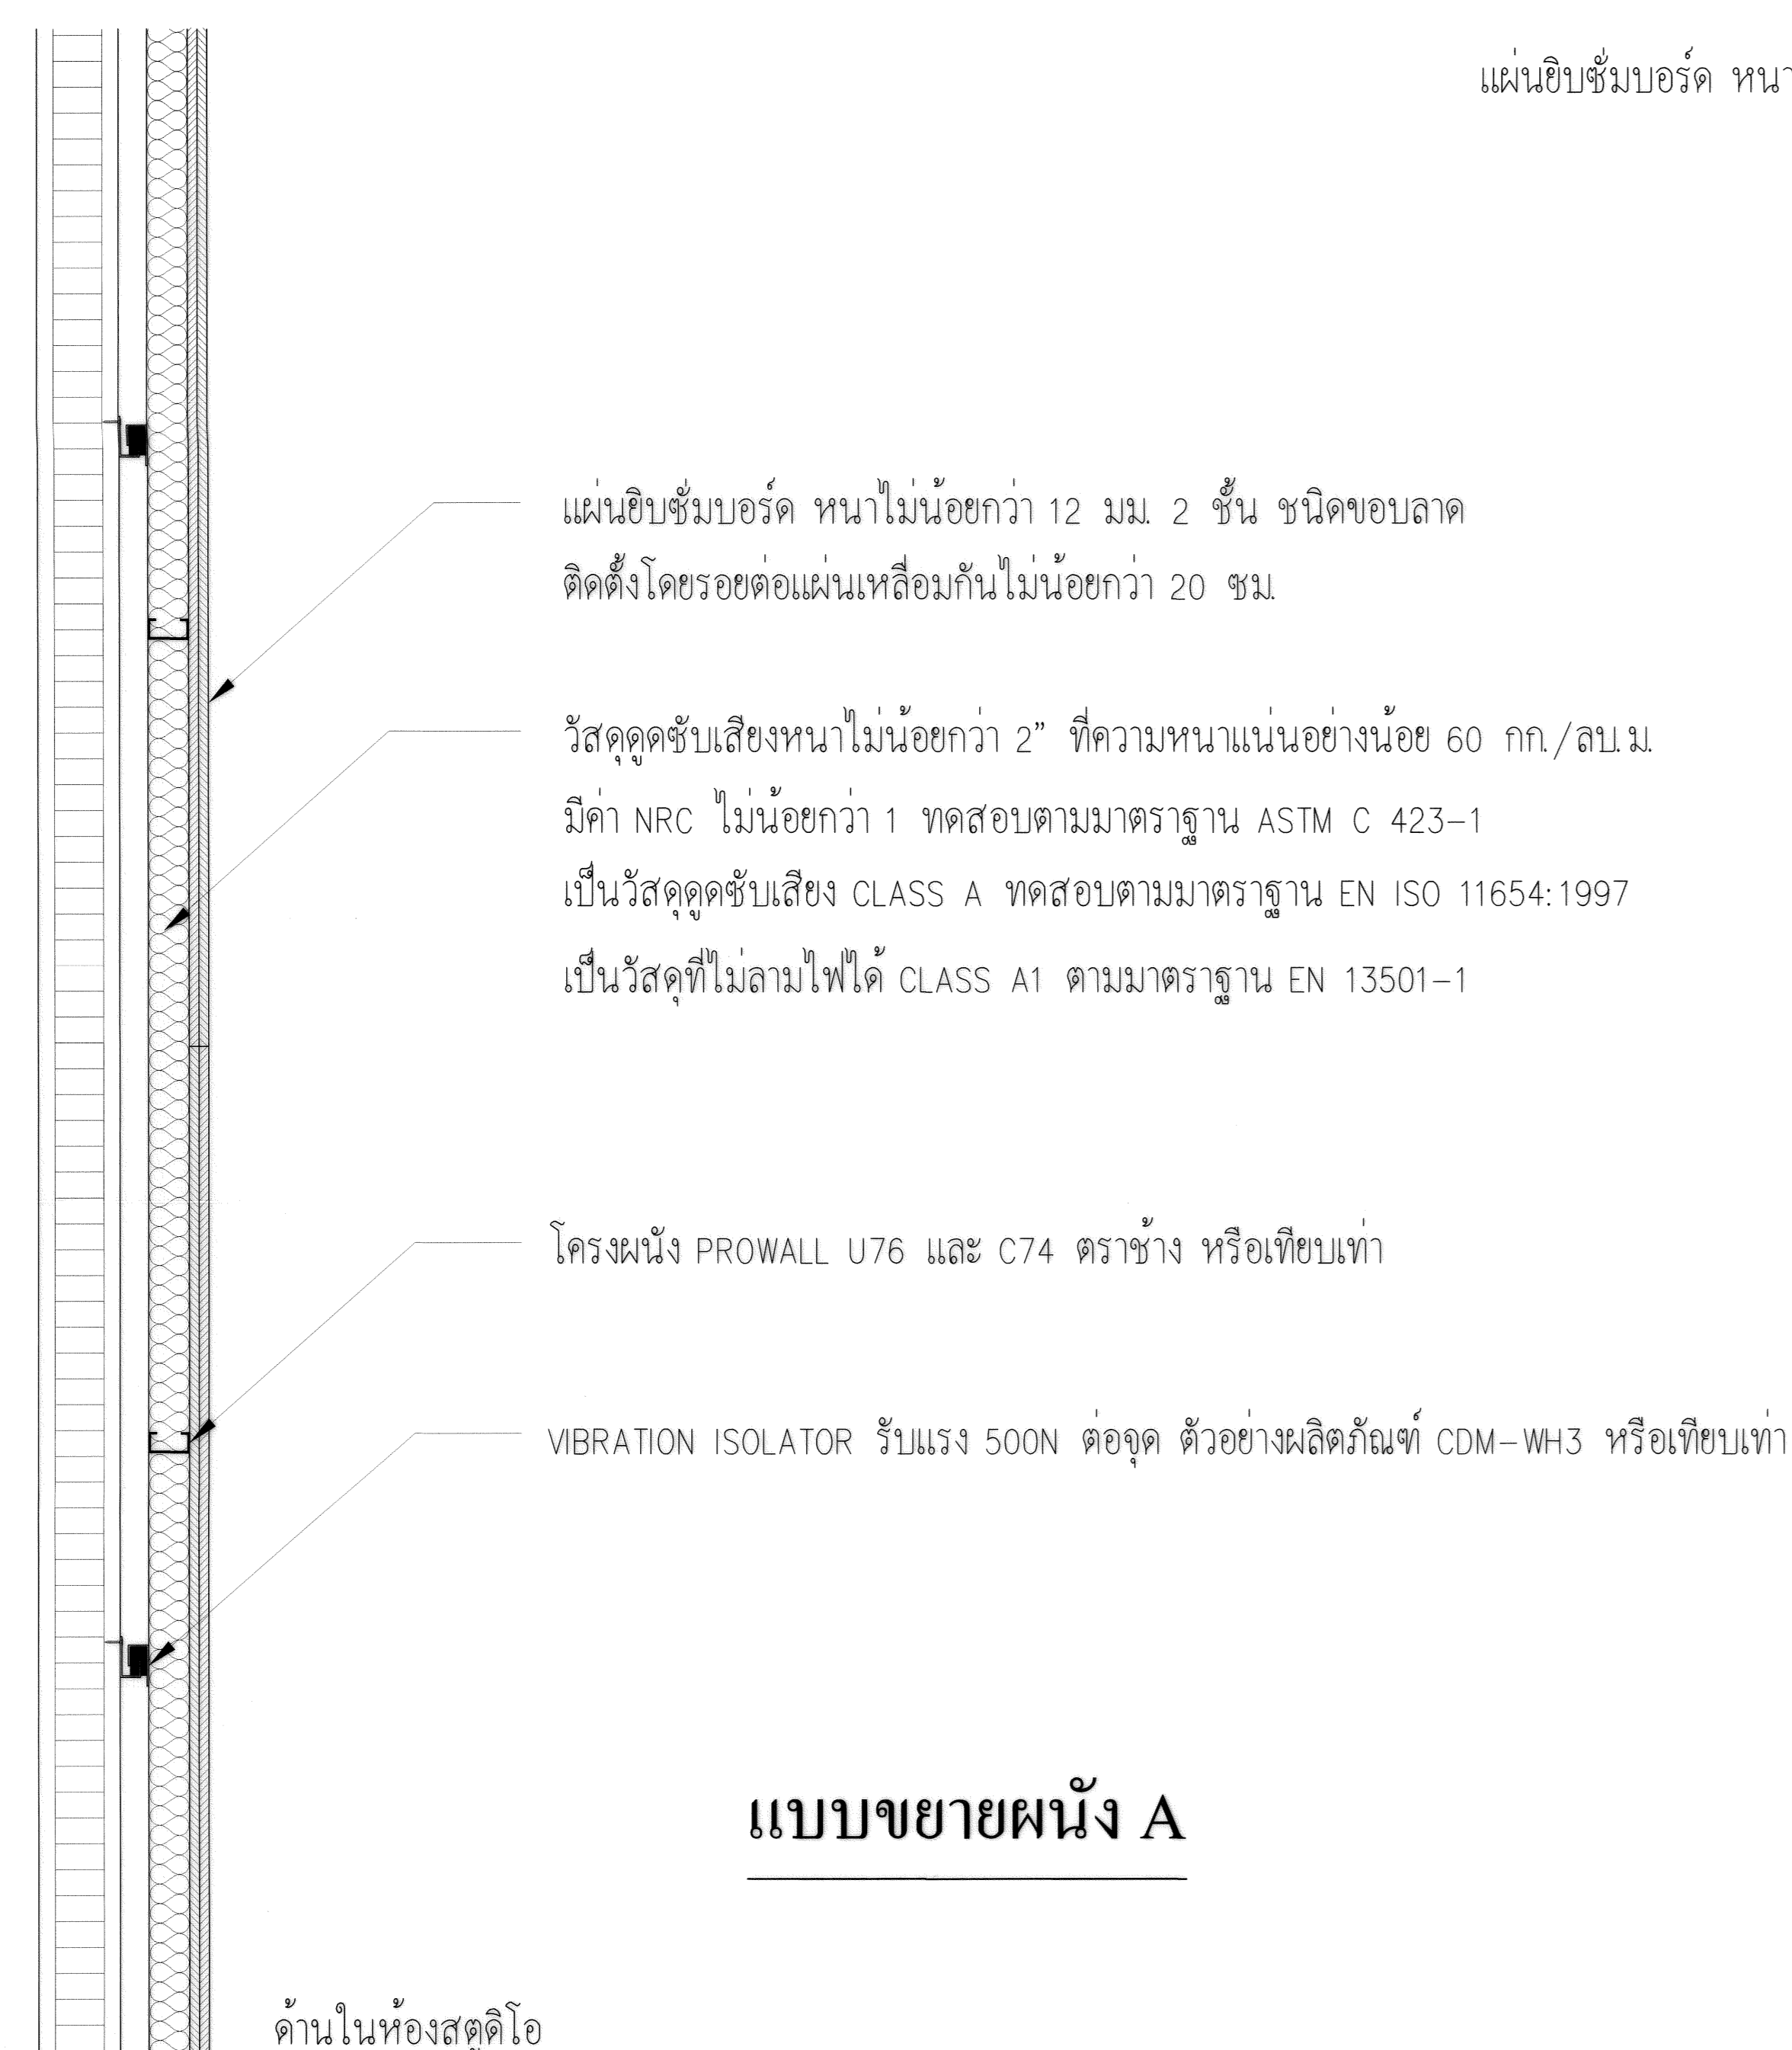 แผ่นยิบซั่มบอร์ด
แผ่นยิบซั่มบอร์ด หนาไม่น้อยกว่า 12 มม. 2 ชั้น ชนิดขอบลาด
ติดตั้งโดยรอยต่อแผ่นเหลื่อมกันไม่น้อยกว่า 20 ซม.
วัสดุดูดซับเสียงหนาไม่น้อยกว่า 2” ที่ความหนาแน่นอย่างน้อย 60 กก./ลบ.ม.
มีค่า NRC ไม่น้อยกว่า 1 ทดสอบตามมาตราฐาน ASTM C 423-1
เป็นวัสดุดูดซับเสียง CLASS A ทดสอบตามมาตราฐาน EN ISO 11654:1997
เป็นวัสดุที่ไม่ลามไฟได้ CLASS A1 ตามมาตราฐาน EN 13501-1
โครงผนัง PROWALL U76 และ C74 ตราช้าง หรือเทียบเท่า
VIBRATION ISOLATOR รับแรง 500N ต่อจุด ตัวอย่างผลิตภัณฑ์ CDM-WH3 หรือเทียบเท่า
แบบขยายผนัง A
ด้านในห้องสตูดิโอ